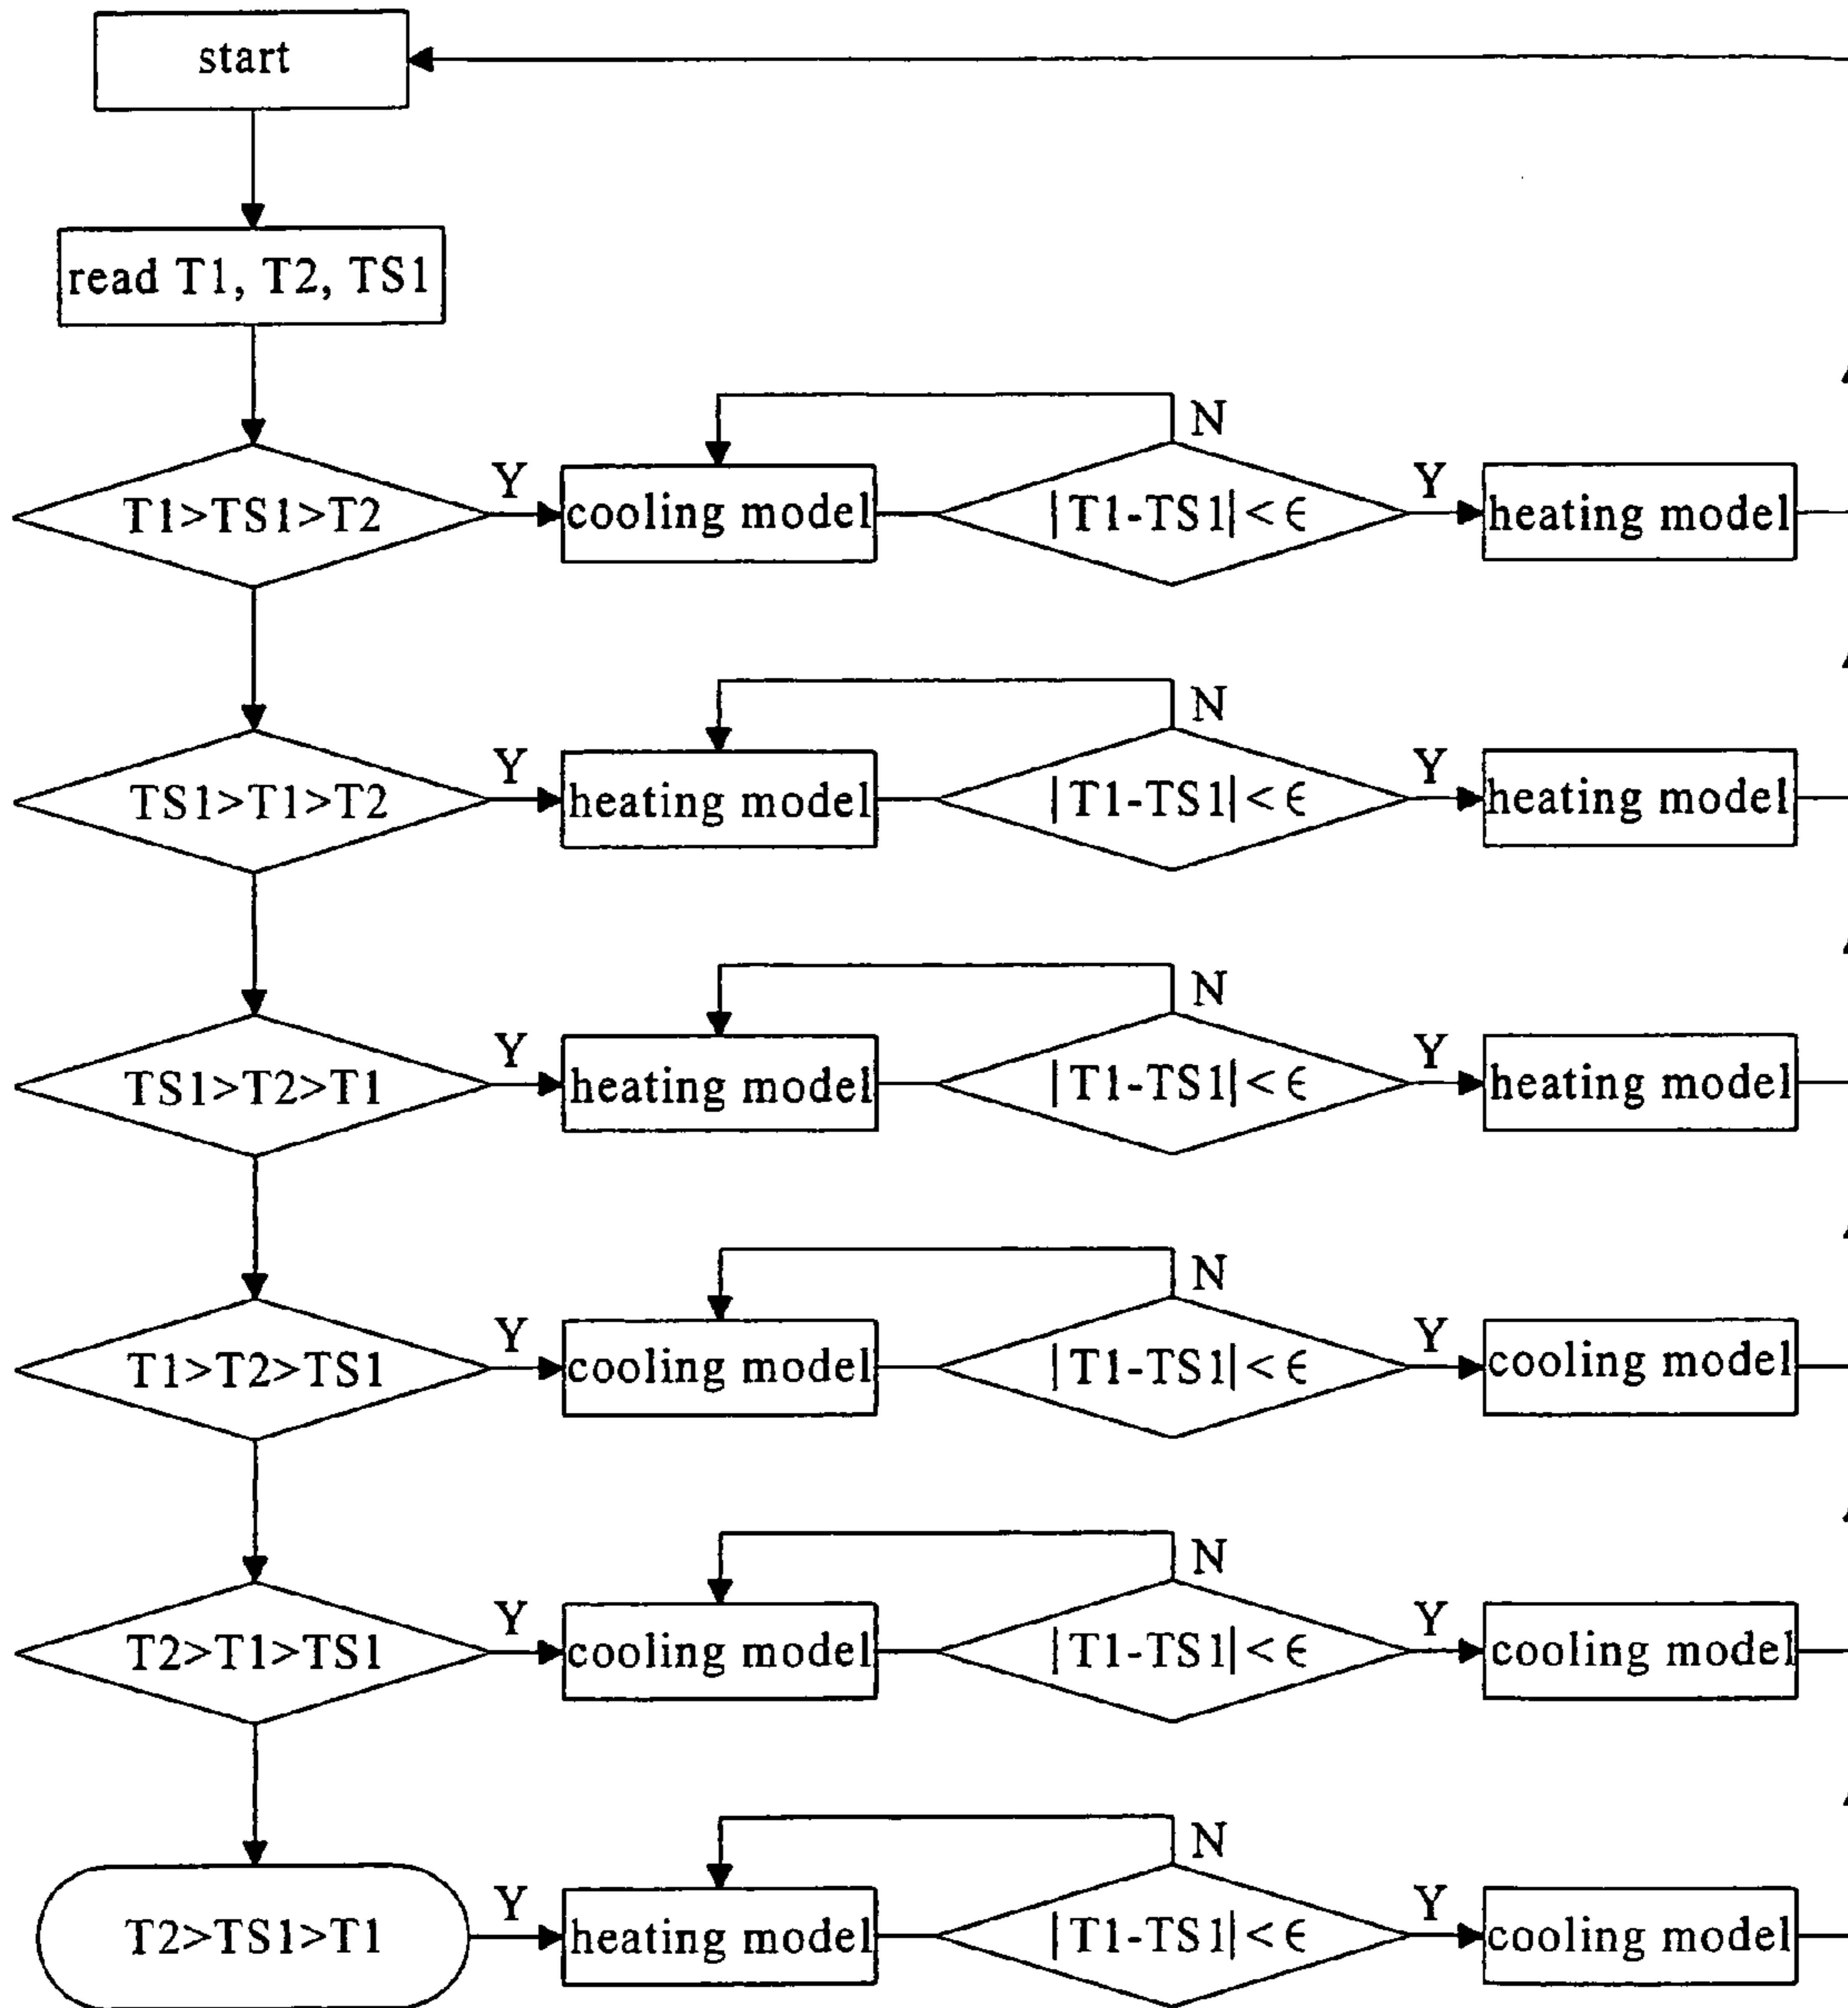 start
read T1, T2, TS1
N
T1>TS1>T2
Y
cooling model
|T1-TS1|<ϵ
Y
heating model
N
TS1>T1>T2
Y
heating model
|T1-TS1|<ϵ
Y
heating model
N
TS1>T2>T1
Y
heating model
|T1-TS1|<ϵ
Y
heating model
N
T1>T2>TS1
Y
cooling model
|T1-TS1|<ϵ
Y
cooling model
N
T2>T1>TS1
Y
cooling model
|T1-TS1|<ϵ
Y
cooling model
N
T2>TS1>T1
Y
heating model
|T1-TS1|<ϵ
Y
cooling model